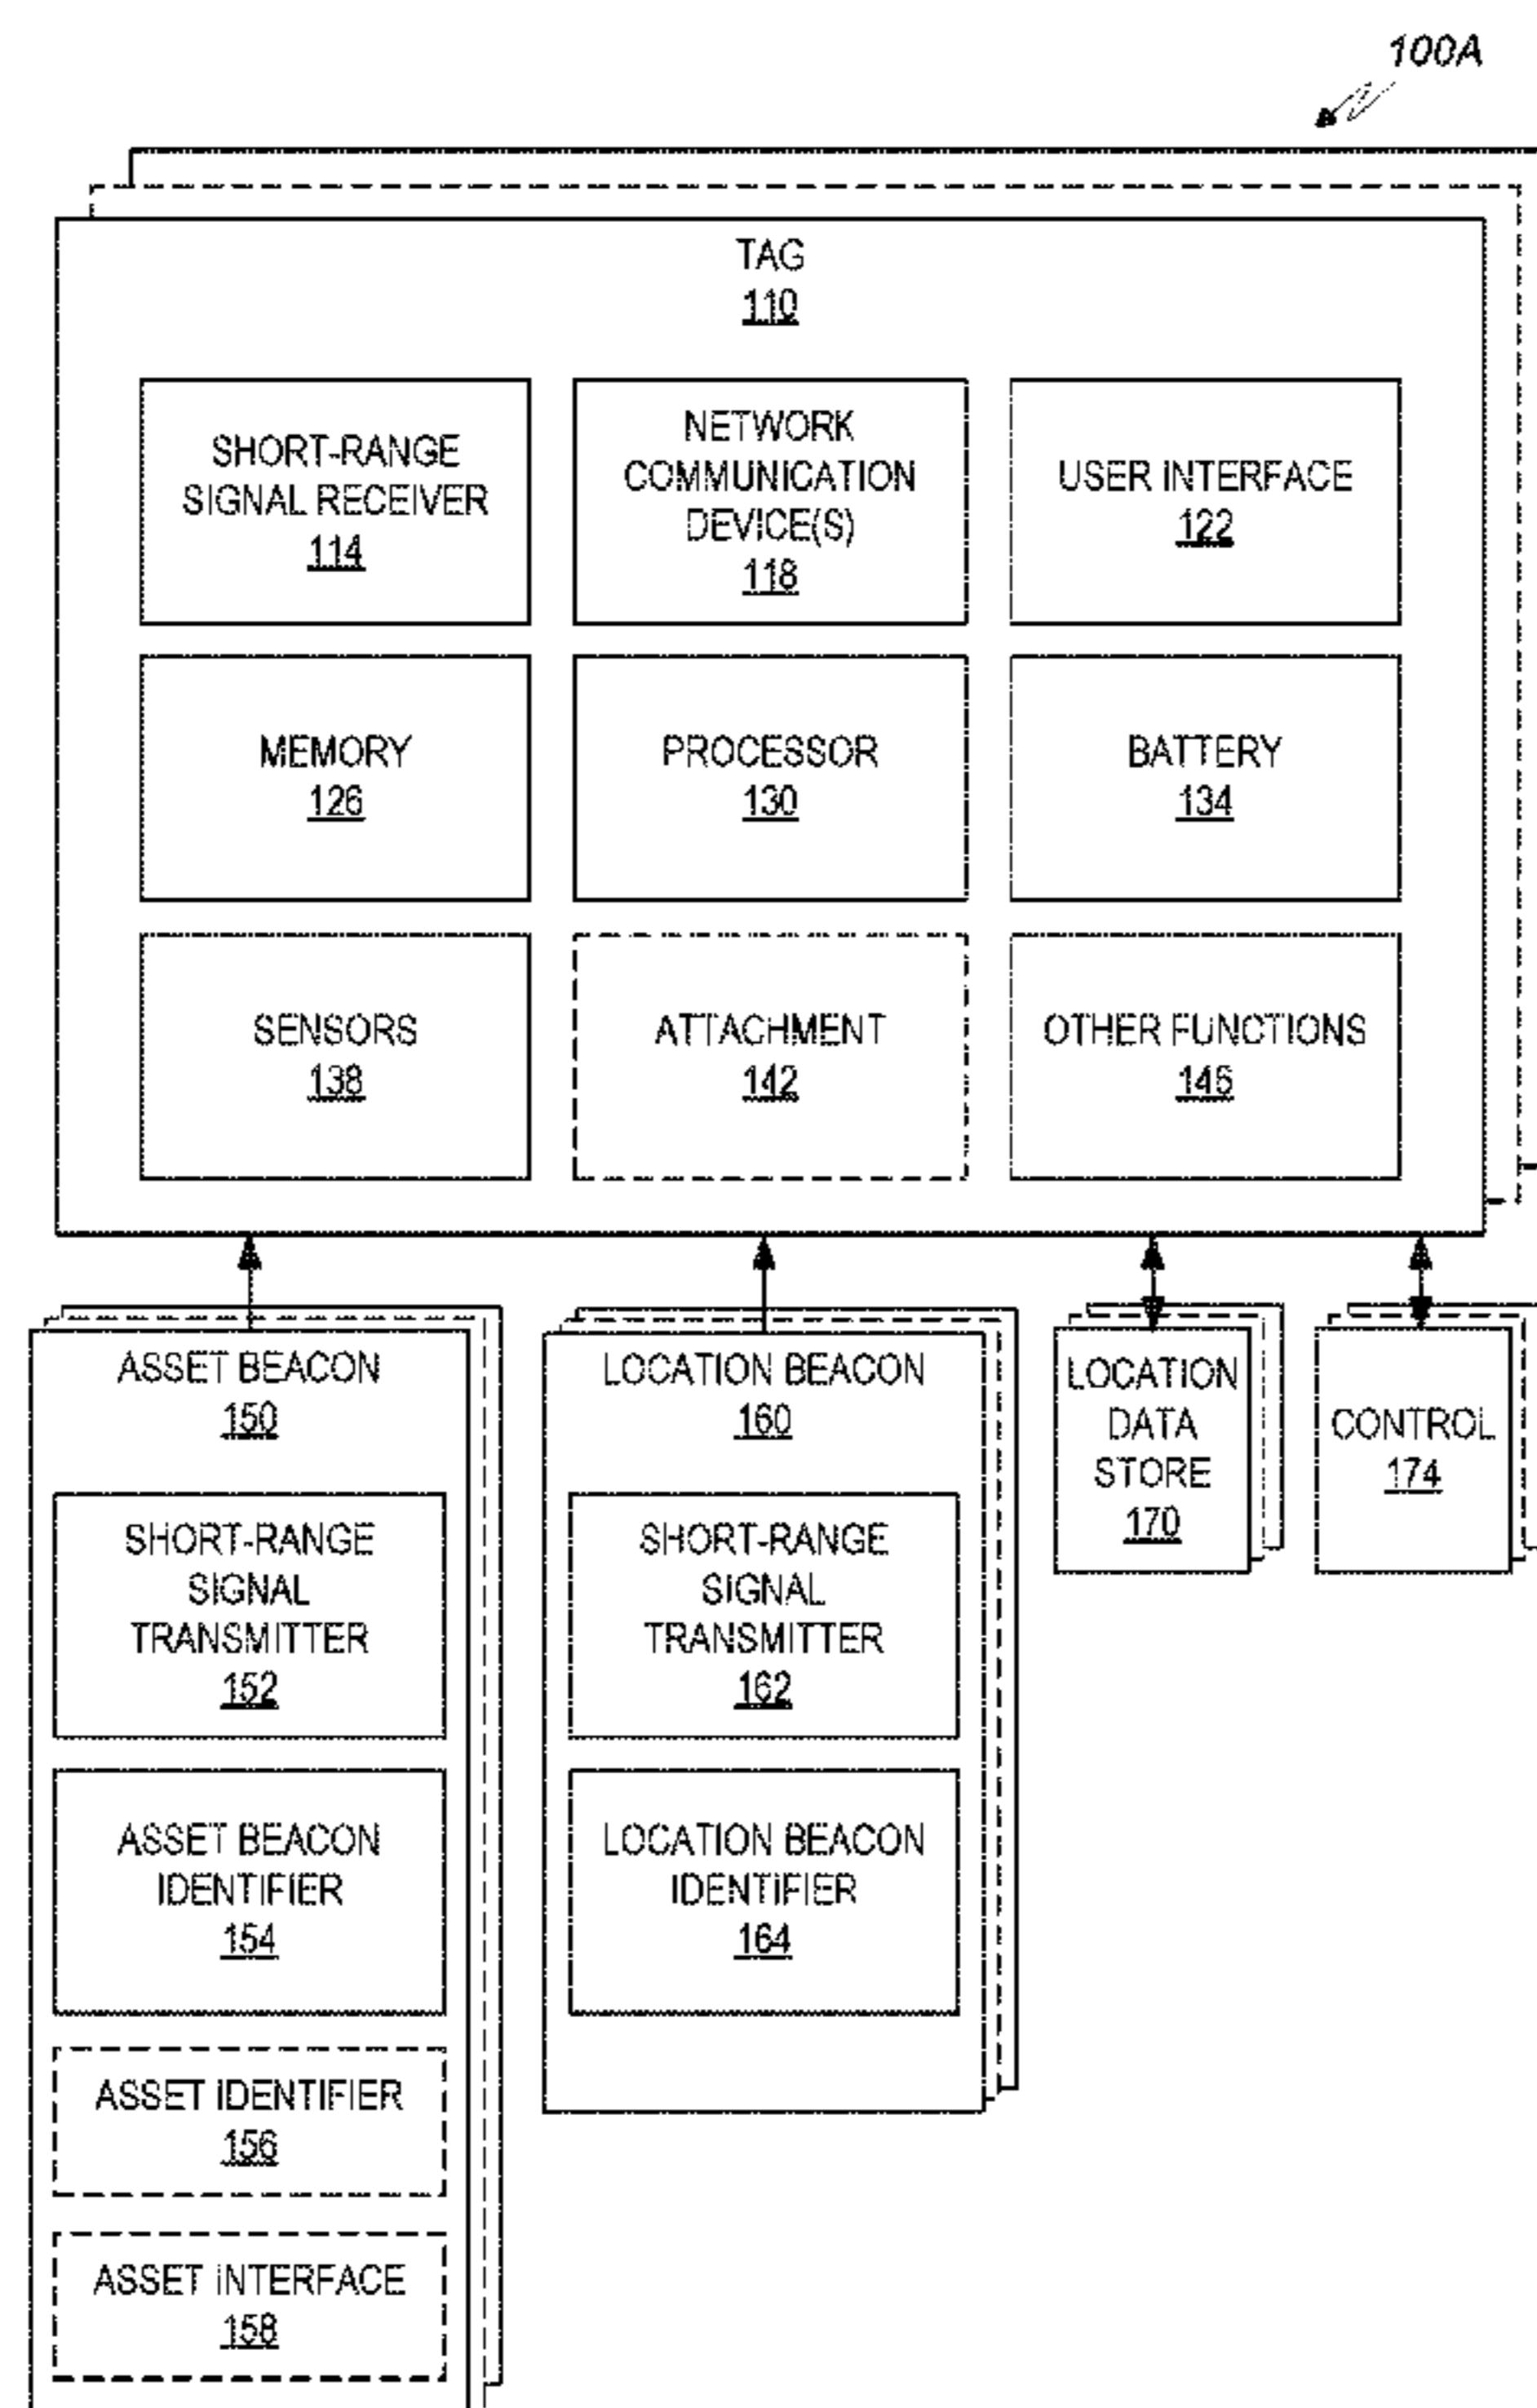 100A
TAG
110
SHORT-RANGE
SIGNAL RECEIVER
114
NETWORK
COMMUNICATION
DEVICE(S)
118
USER INTERFACE
122
MEMORY
126
PROCESSOR
130
BATTERY
134
SENSORS
138
ATTACHMENT
142
OTHER FUNCTIONS
146
ASSET BEACON
150
SHORT-RANGE
SIGNAL
TRANSMITTER
152
ASSET BEACON
IDENTIFIER
154
ASSET IDENTIFIER
156
ASSET INTERFACE
158
LOCATION BEACON
160
SHORT-RANGE
SIGNAL
TRANSMITTER
162
LOCATION BEACON
IDENTIFIER
164
LOCATION
DATA
STORE
170
CONTROL
174